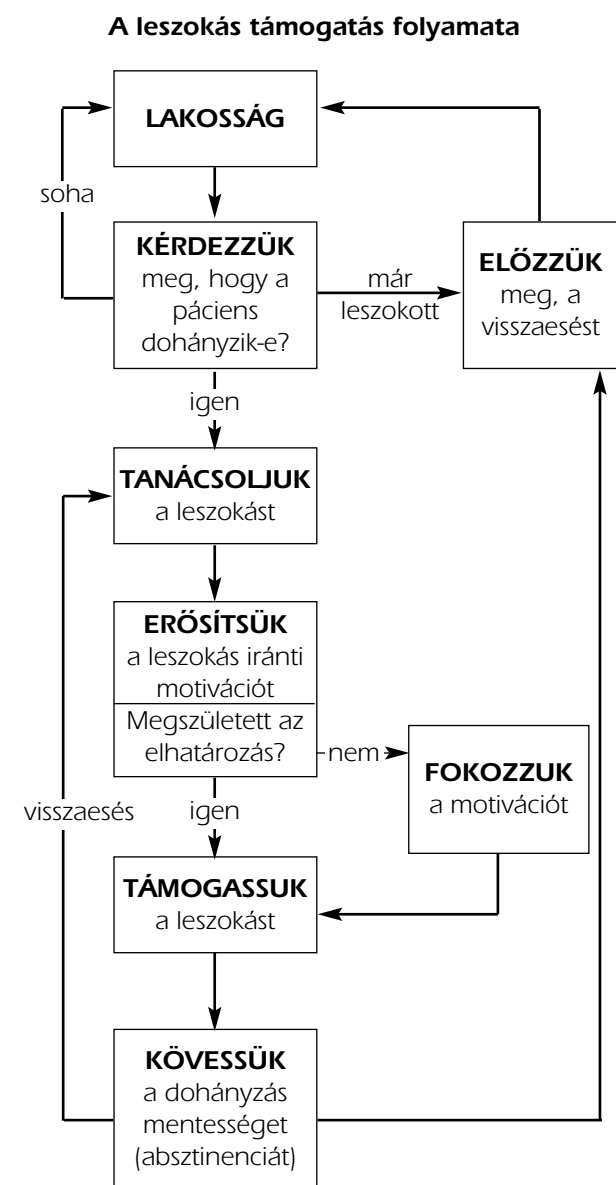 A leszokás támogatás folyamata
LAKOSSÁG
soha
KÉRDEZZÜK
meg, hogy a
páciens
dohányzik-e?
már
leszokott
ELŐZZÜK
meg, a
visszaesést
igen
TANÁCSOLJUK
a leszokást
ERŐSÍTSÜK
a leszokás iránti
motivációt
Megszületett az
elhatározás?
nem
FOKOZZUK
a motivációt
visszaesés
igen
TÁMOGASSUK
a leszokást
KÖVESSÜK
a dohányzás
mentességet
(absztinenciát)